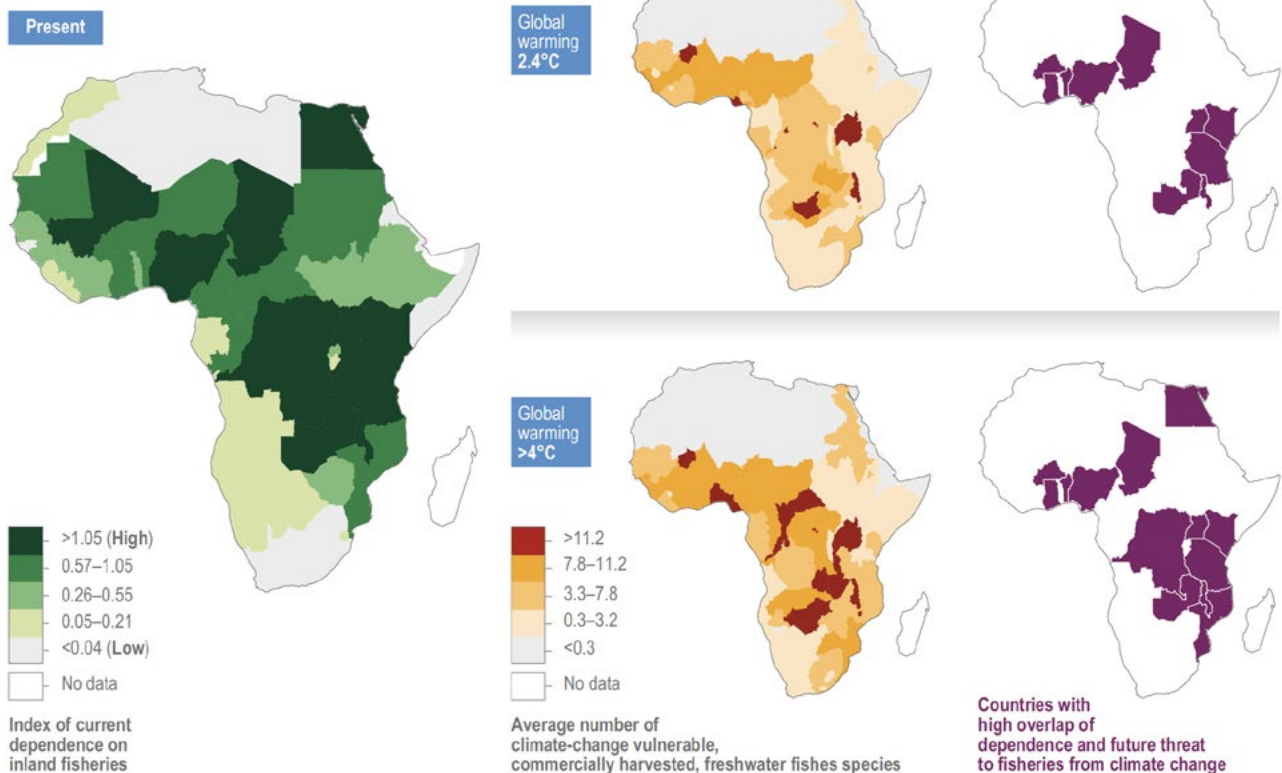 Present
>1.05 (High)
0.57–1.05
0.26–0.55
0.05–0.21
<0.04 (Low)
No data
Index of current
dependence on
inland fisheries
Global
warming
2.4°C
Global
warming
>4°C
>11.2
7.8–11.2
3.3–7.8
0.3–3.2
<0.3
No data
Average number of
climate-change vulnerable,
commercially harvested, freshwater fishes species
Countries with
high overlap of
dependence and future threat
to fisheries from climate change